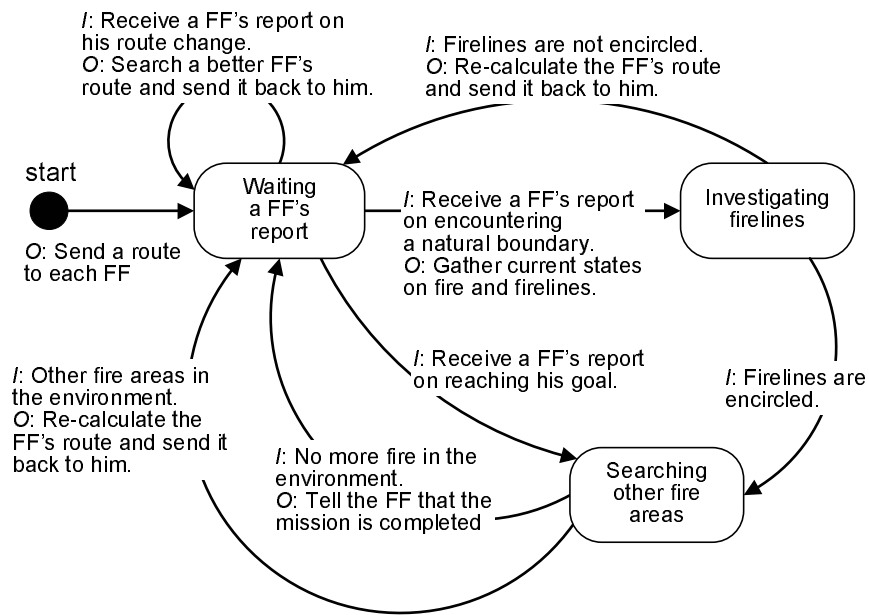 I: Receive a FF's report on
his route change.
O: Search a better FF's
route and send it back to him.
I: Firelines are not encircled.
O: Re-calculate the FF's route
and send it back to him.
start
Waiting
a FF's
report
I: Receive a FF's report
on encountering
a natural boundary.
O: Gather current states
on fire and firelines.
Investigating
firelines
O: Send a route
to each FF
I: Other fire areas in
the environment.
O: Re-calculate the
FF's route and send it
back to him.
I: Receive a FF's report
on reaching his goal.
I: Firelines are
encircled.
I: No more fire in the
environment.
O: Tell the FF that the
mission is completed
Searching
other fire
areas